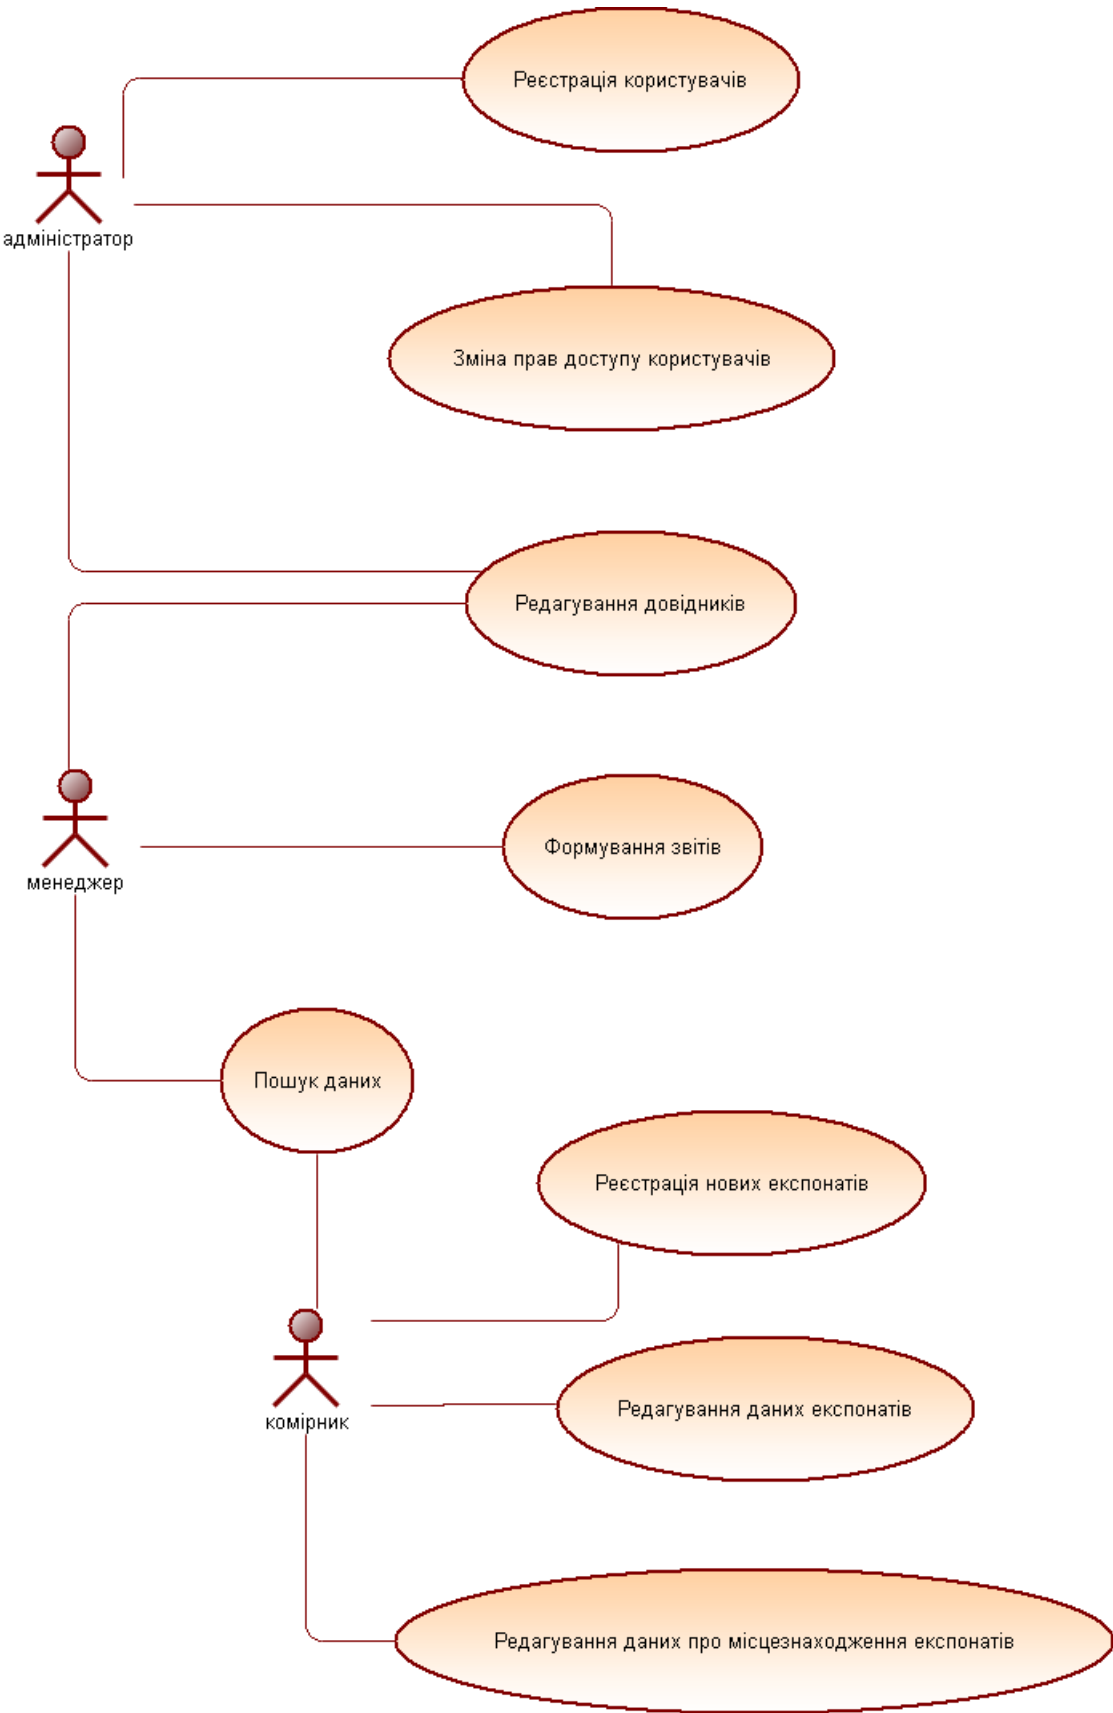 Реєстрація користувачів
адміністратор
Зміна прав доступу користувачів
Редагування довідників
Формування звітів
менеджер
Пошук даних
Реєстрація нових експонатів
Редагування даних експонатів
комірник
Редагування даних про місцезнаходження експонатів